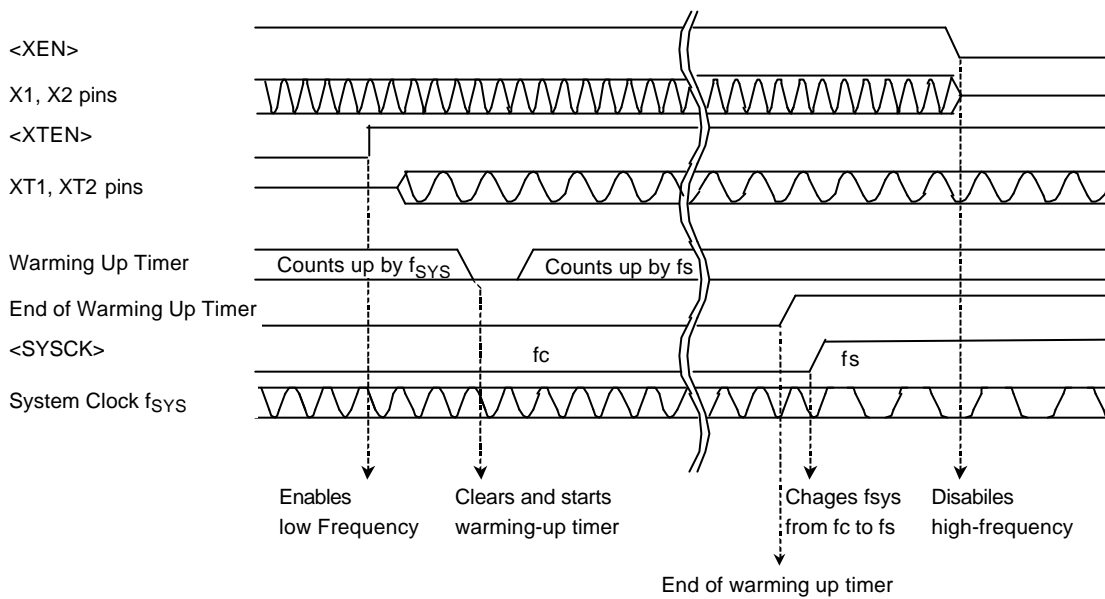 <XEN>
X1, X2 pins
<XTEN>
XT1, XT2 pins
Warming Up Timer
Counts up by fSYS
Counts up by fs
End of Warming Up Timer
<SYSCK>
fc
fs
System Clock fSYS
Enables
low Frequency
Clears and starts
warming-up timer
Chages fsys
from fc to fs
Disabiles
high-frequency
End of warming up timer